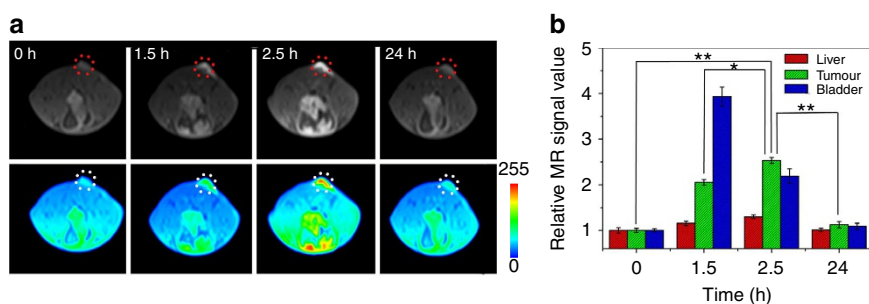 a
0 h
1.5 h
2.5 h
24 h
255
0
b
Relative MR signal value
5
4
3
2
1
**
*
**
Liver
Tumour
Bladder
0
1.5
2.5
24
Time (h)